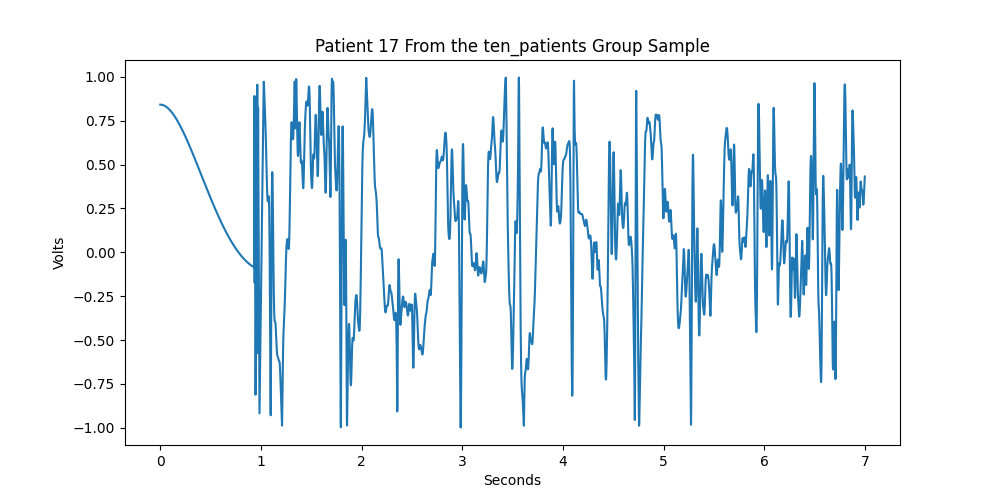 Patient 17 From the ten_patients Group Sample
1.00
0.75
0.50
0.25
0.00
−0.25
−0.50
−0.75
−1.00
Volts
0 1 2 3 4 5 6 7
Seconds